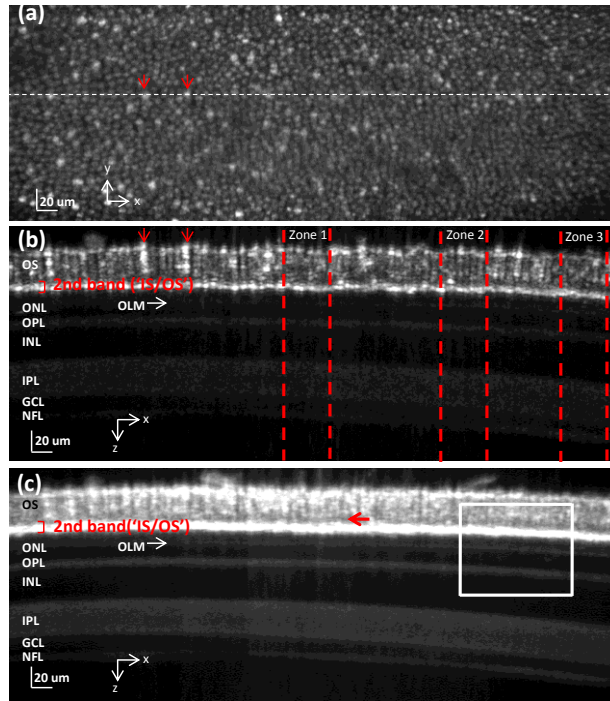 (a)
y
x
20 um
(b)
Zone 1
Zone 2
Zone 3
OS
2nd band ('IS/OS')
OLM
ONL
OPL
INL
IPL
GCL
NFL
x
z
20 um
(c)
OS
2nd band('IS/OS')
OLM
ONL
OPL
INL
IPL
GCL
NFL
x
z
20 um